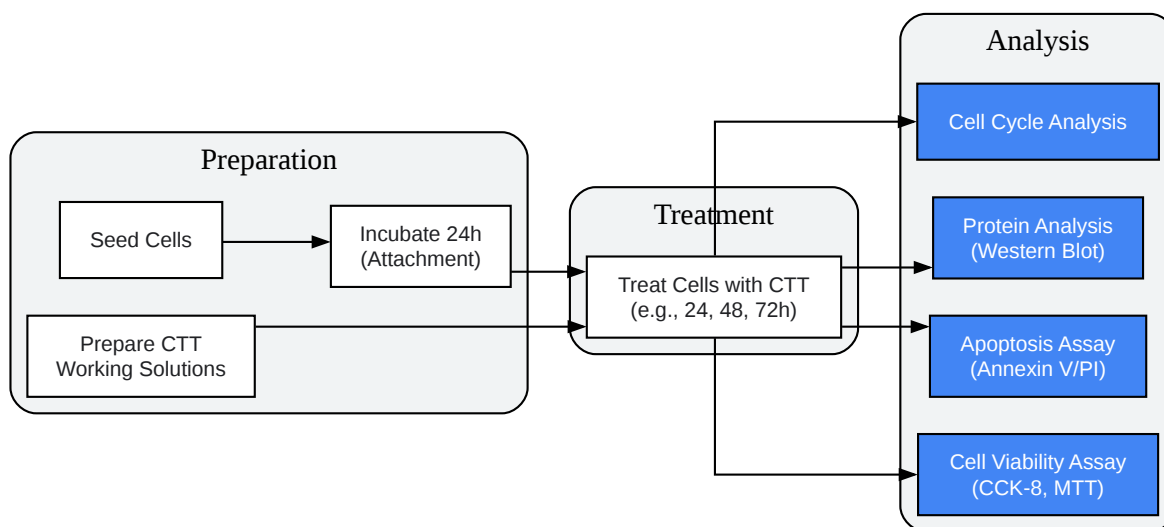 Preparation
Seed Cells
Incubate 24h
(Attachment)
Prepare CTT
Working Solutions
Treatment
Treat Cells with CTT
(e.g., 24, 48, 72h)
Analysis
Cell Cycle Analysis
Protein Analysis
(Western Blot)
Apoptosis Assay
(Annexin V/PI)
Cell Viability Assay
(CCK-8, MTT)